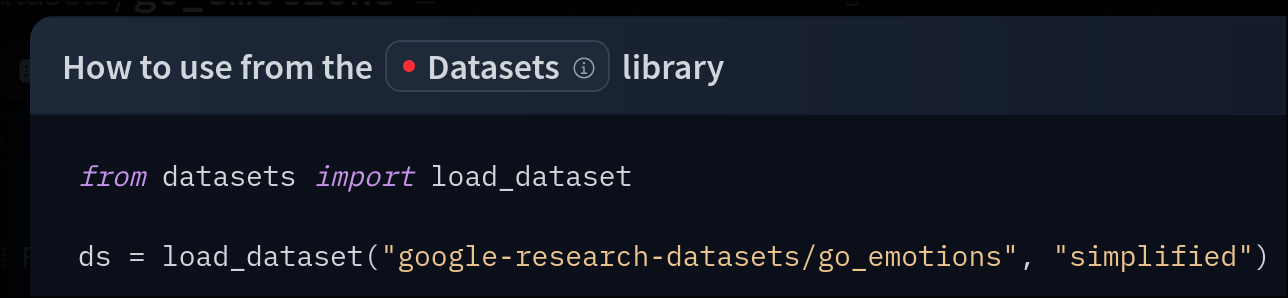 How to use from the Datasets library
from datasets import load_dataset
ds = load_dataset("google-research-datasets/go_emotions", "simplified")